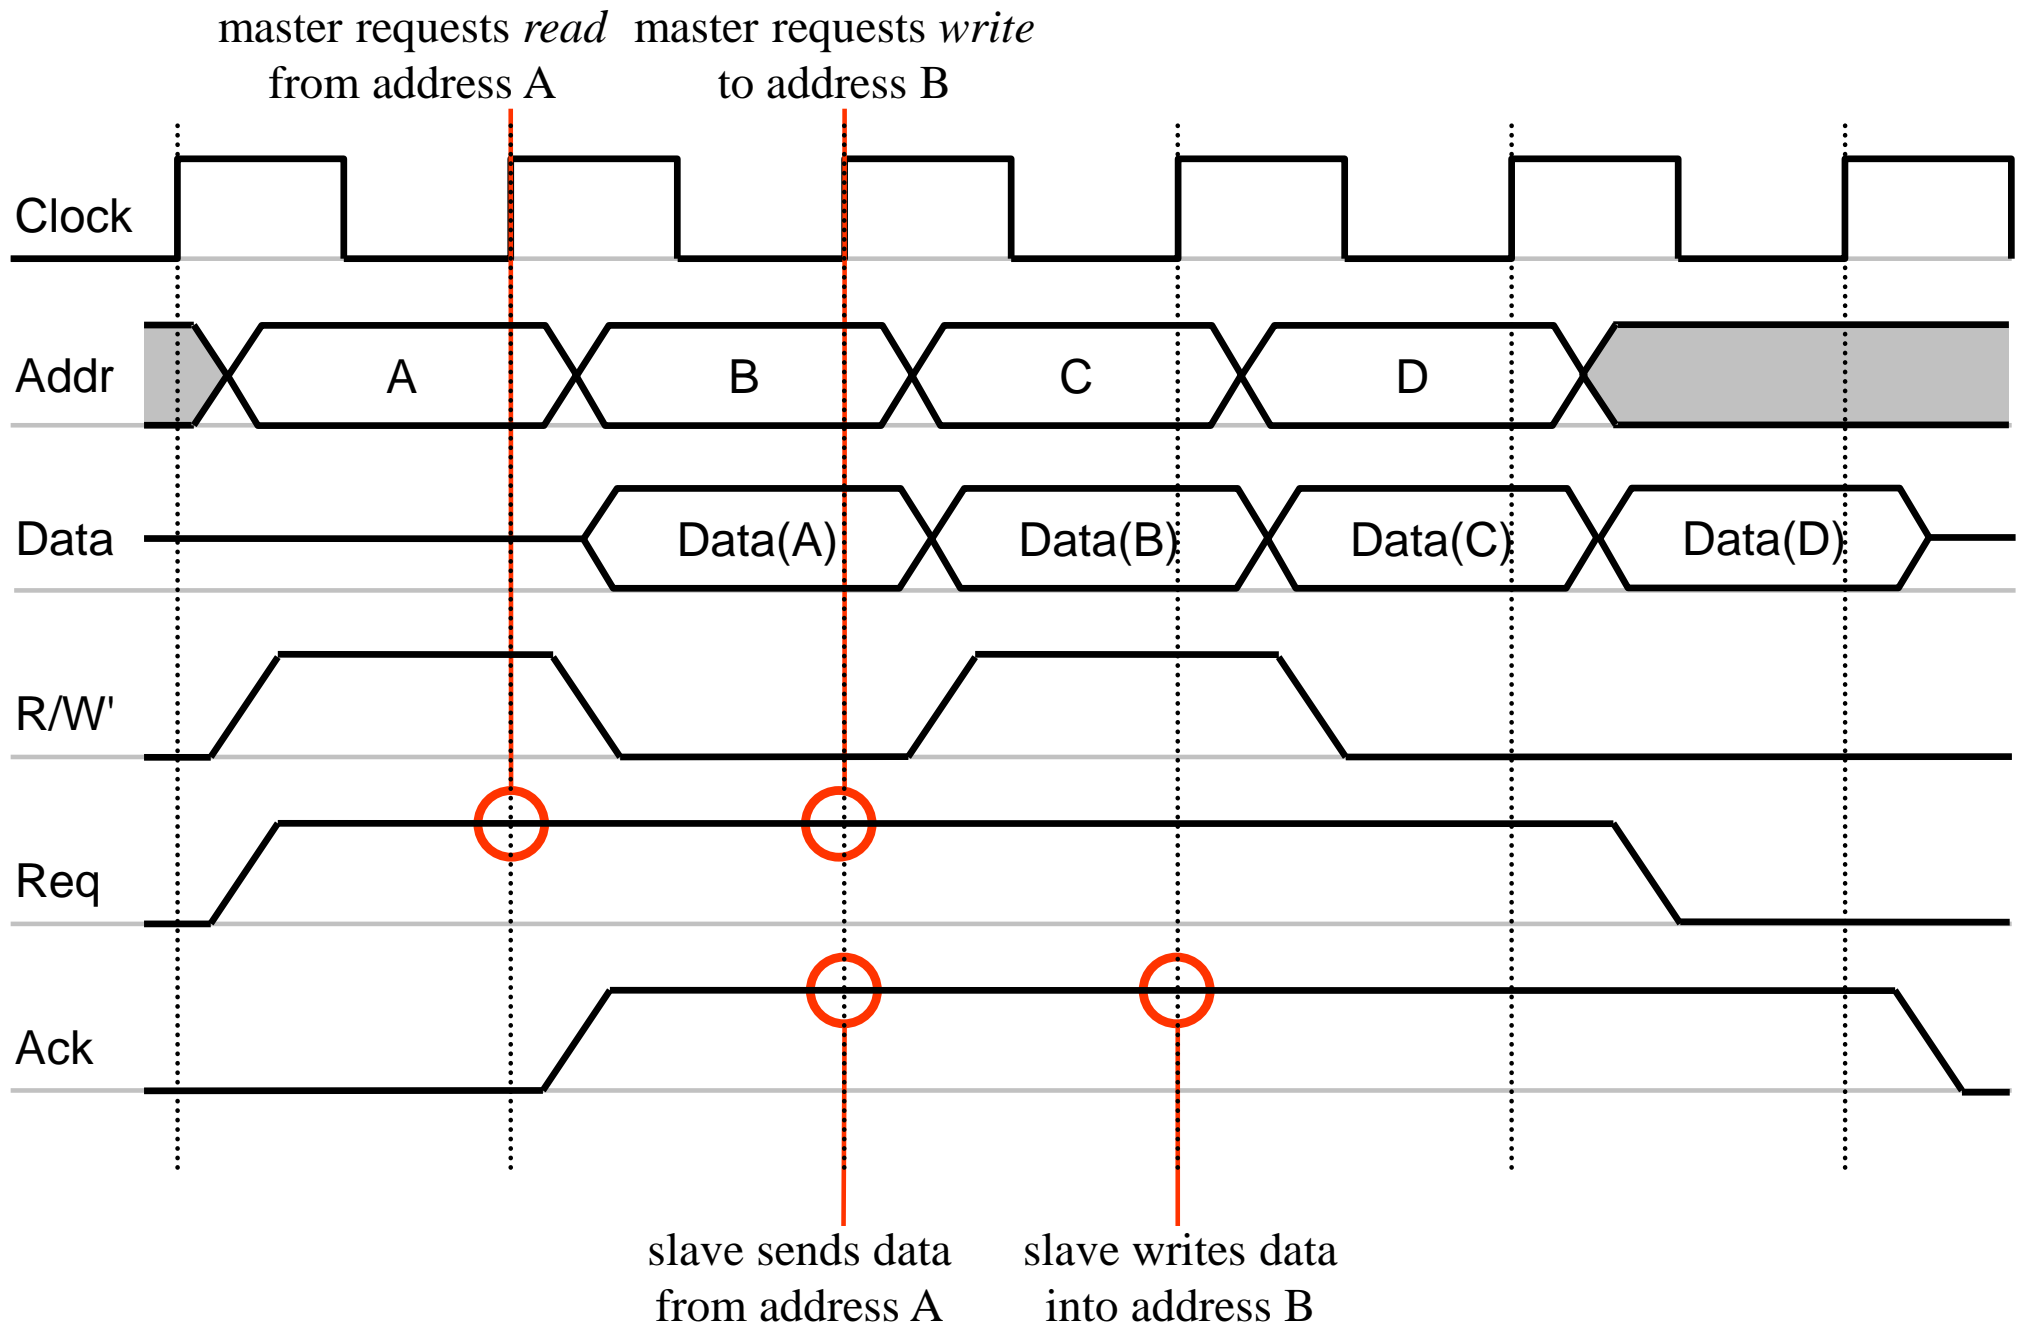 master requests read
from address A
master requests write
to address B
Clock
Addr
A
B
C
D
Data
Data(A)
Data(B)
Data(C)
Data(D)
R/W'
Req
Ack
slave sends data
from address A
slave writes data
into address B